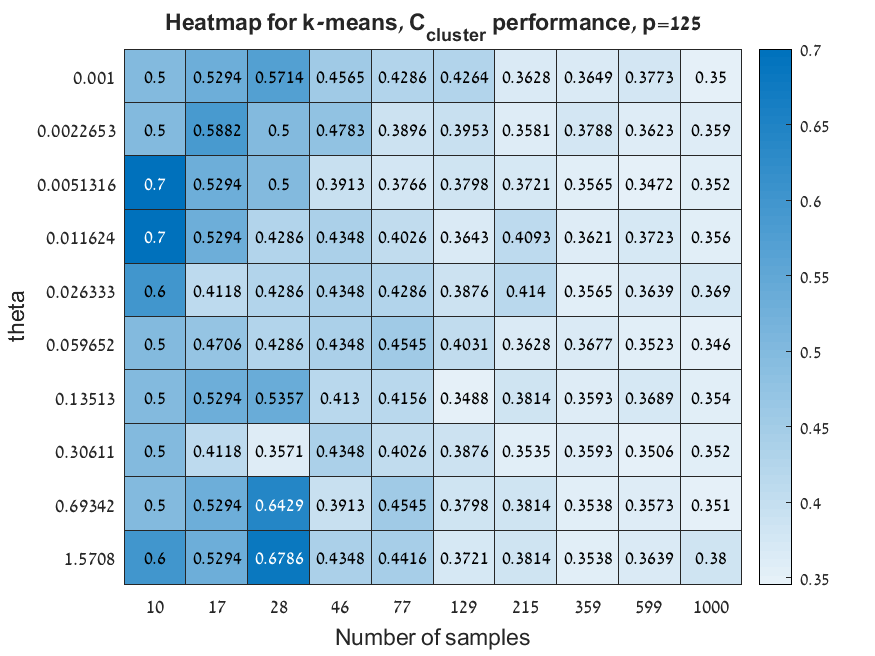 Heatmap for k-means, C_cluster performance, p=125
0.001 0.5 0.5294 0.5714 0.4565 0.4286 0.4264 0.3628 0.3649 0.3773 0.35
0.0022653 0.5 0.5882 0.5 0.4783 0.3896 0.3953 0.3581 0.3788 0.3623 0.359
0.0051316 0.7 0.5294 0.5 0.3913 0.3766 0.3798 0.3721 0.3565 0.3472 0.352
0.011624 0.7 0.5294 0.4286 0.4348 0.4026 0.3643 0.4093 0.3621 0.3723 0.356
0.026333 0.6 0.4118 0.4286 0.4348 0.4286 0.3876 0.414 0.3565 0.3639 0.369
0.059652 0.5 0.4706 0.4286 0.4348 0.4545 0.4031 0.3628 0.3677 0.3523 0.346
0.13513 0.5 0.5294 0.5357 0.413 0.4156 0.3488 0.3814 0.3593 0.3689 0.354
0.30611 0.5 0.4118 0.3571 0.4348 0.4026 0.3876 0.3535 0.3593 0.3506 0.352
0.69342 0.5 0.5294 0.6429 0.3913 0.4545 0.3798 0.3814 0.3538 0.3573 0.351
1.5708 0.6 0.5294 0.6786 0.4348 0.4416 0.3721 0.3814 0.3538 0.3639 0.38
10 17 28 46 77 129 215 359 599 1000
Number of samples
theta
0.7
0.65
0.6
0.55
0.5
0.45
0.4
0.35